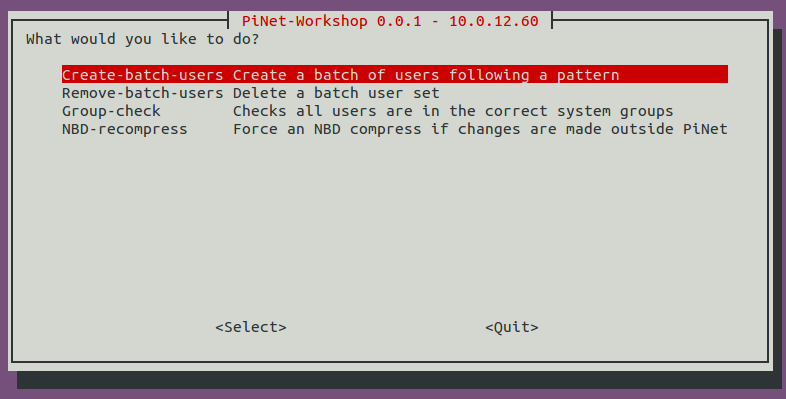 PiNet-Workshop 0.0.1 - 10.0.12.60
What would you like to do?
Create-batch-users Create a batch of users following a pattern
Remove-batch-users Delete a batch user set
Group-check Checks all users are in the correct system groups
NBD-recompress Force an NBD compress if changes are made outside PiNet
<Select> <Quit>